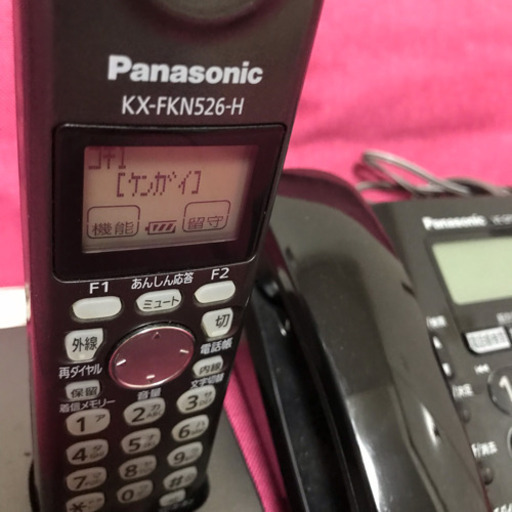 Panasonic
KX-FKN526-H
コキ1
[ケンガイ]
機能 留守
F1 あんしん応答 F2
ミュート
外線 切
再ダイヤル 電話帳
保留 内線
着信メモリー 音量 文字切替
1 ア 2 カ 3 サ
4 5 6
7 8 9
* 0
Panasonic